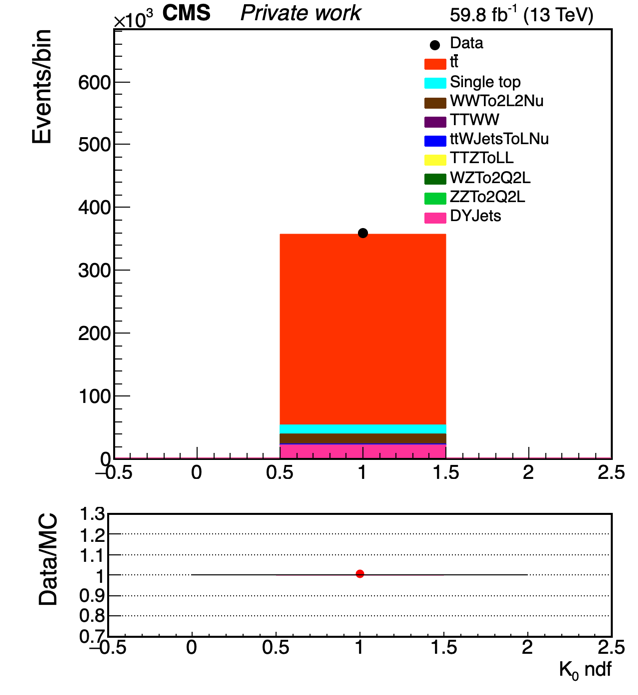 ×10³ CMS Private work 59.8 fb⁻¹ (13 TeV)
Events/bin
600
500
400
300
200
100
0
−0.5 0 0.5 1 1.5 2 2.5
Data
tt̄
Single top
WWTo2L2Nu
TTWW
ttWJetsToLNu
TTZToLL
WZTo2Q2L
ZZTo2Q2L
DYJets
Data/MC
1.3
1.2
1.1
1
0.9
0.8
0.7
−0.5 0 0.5 1 1.5 2 2.5
K₀ ndf